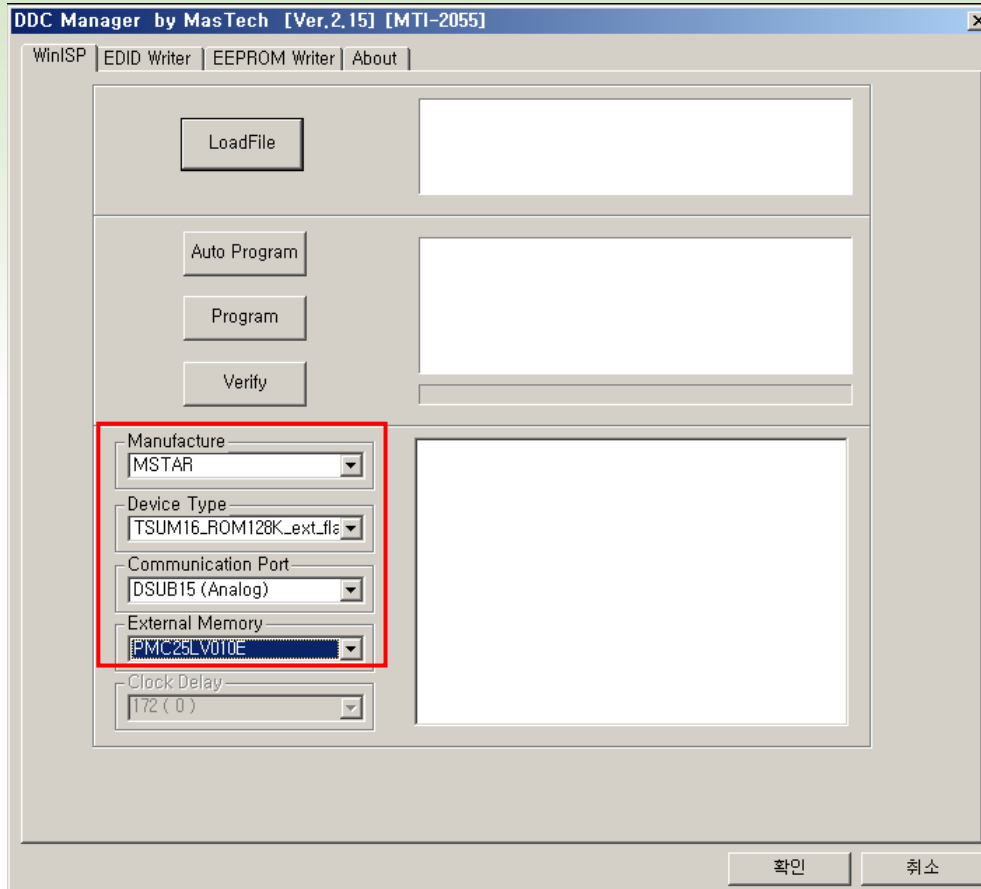 DDC Manager by MasTech [Ver.2.15] [MTI-2055]
WinISP EDID Writer EEPROM Writer About
LoadFile
Auto Program
Program
Verify
Manufacture
MSTAR
Device Type
TSUM16_ROM128K_ext_fla
Communication Port
DSUB15 (Analog)
External Memory
PMC25LV010E
Clock Delay
172 ( 0 )
확인 취소